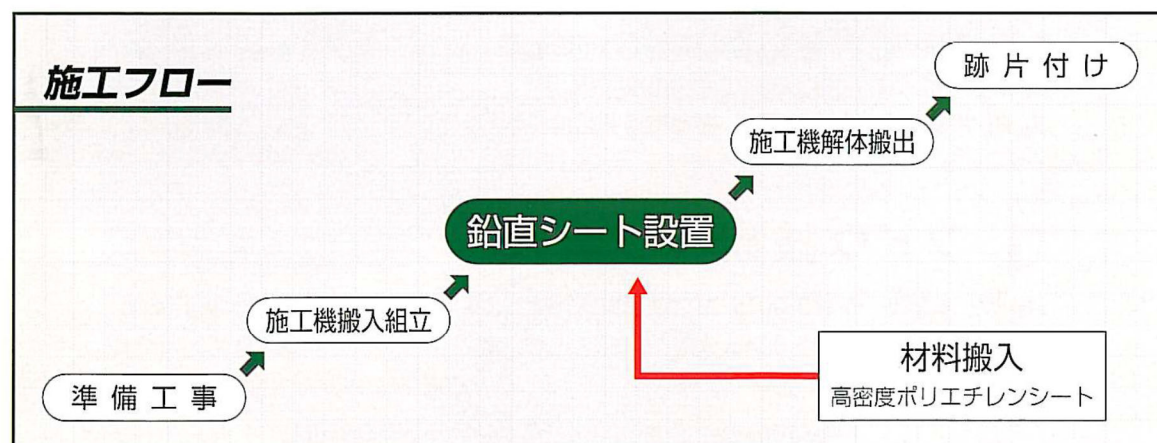 施工フロー
跡片付け
施工機解体搬出
鉛直シート設置
施工機搬入組立
準備工事
材料搬入
高密度ポリエチレンシート